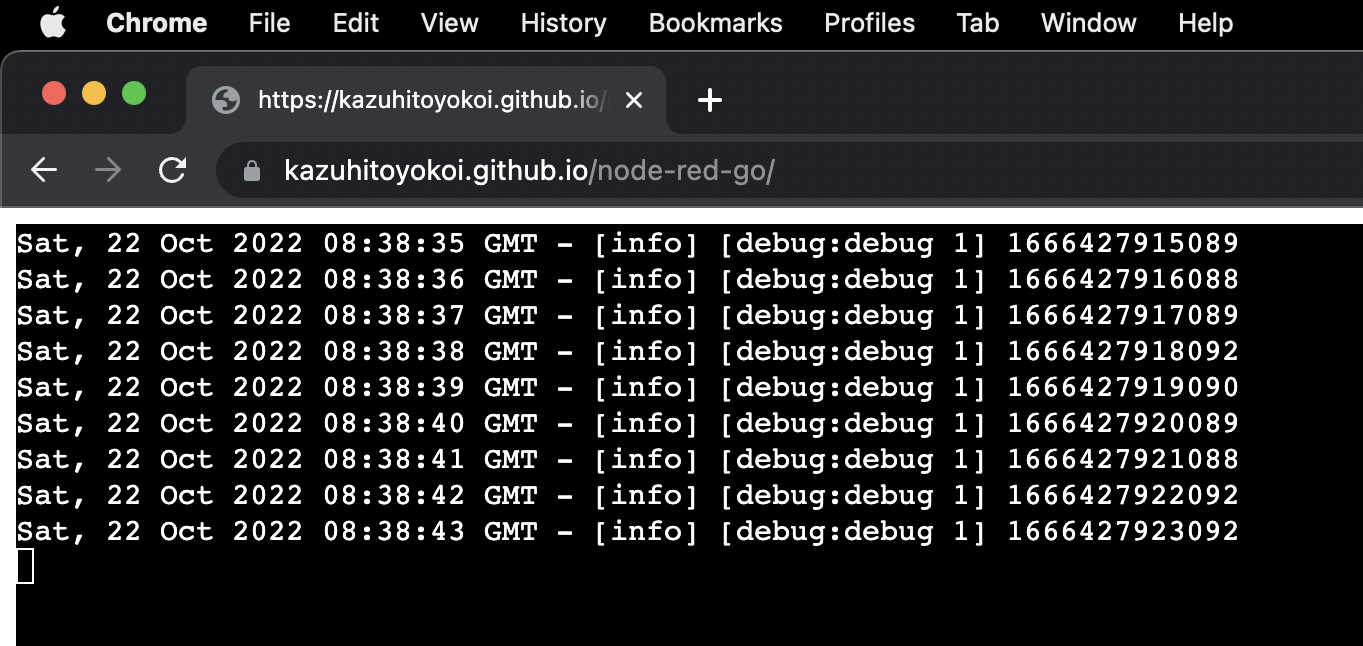 Chrome File Edit View History Bookmarks Profiles Tab Window Help
https://kazuhitoyokoi.github.io/
kazuhitoyokoi.github.io/node-red-go/
Sat, 22 Oct 2022 08:38:35 GMT - [info] [debug:debug 1] 1666427915089
Sat, 22 Oct 2022 08:38:36 GMT - [info] [debug:debug 1] 1666427916088
Sat, 22 Oct 2022 08:38:37 GMT - [info] [debug:debug 1] 1666427917089
Sat, 22 Oct 2022 08:38:38 GMT - [info] [debug:debug 1] 1666427918092
Sat, 22 Oct 2022 08:38:39 GMT - [info] [debug:debug 1] 1666427919090
Sat, 22 Oct 2022 08:38:40 GMT - [info] [debug:debug 1] 1666427920089
Sat, 22 Oct 2022 08:38:41 GMT - [info] [debug:debug 1] 1666427921088
Sat, 22 Oct 2022 08:38:42 GMT - [info] [debug:debug 1] 1666427922092
Sat, 22 Oct 2022 08:38:43 GMT - [info] [debug:debug 1] 1666427923092